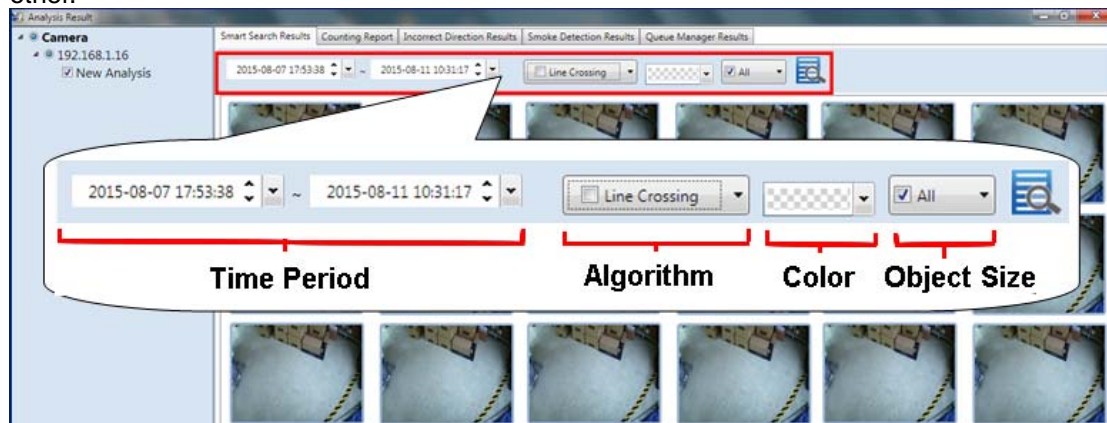 Analysis Result
Camera
192.168.1.16
New Analysis
Smart Search Results Counting Report Incorrect Direction Results Smoke Detection Results Queue Manager Results
2015-08-07 17:53:38 ~ 2015-08-11 10:31:17 Line Crossing All
2015-08-07 17:53:38 ~ 2015-08-11 10:31:17 Line Crossing All
Time Period Algorithm Color Object Size